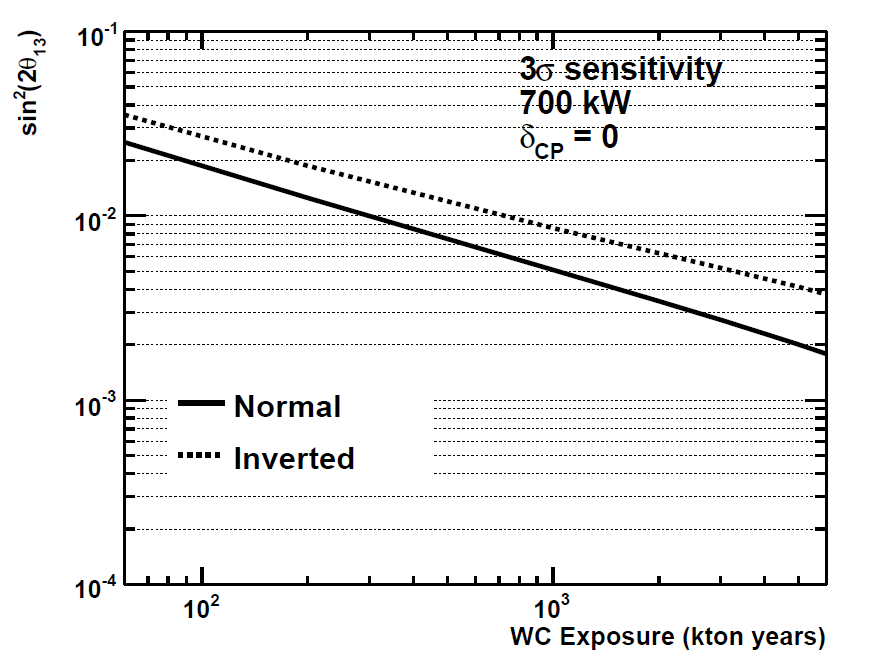 sin²(2θ₁₃)
10⁻¹
10⁻²
10⁻³
10⁻⁴
3σ sensitivity
700 kW
δCP = 0
Normal
Inverted
10²
10³
WC Exposure (kton years)